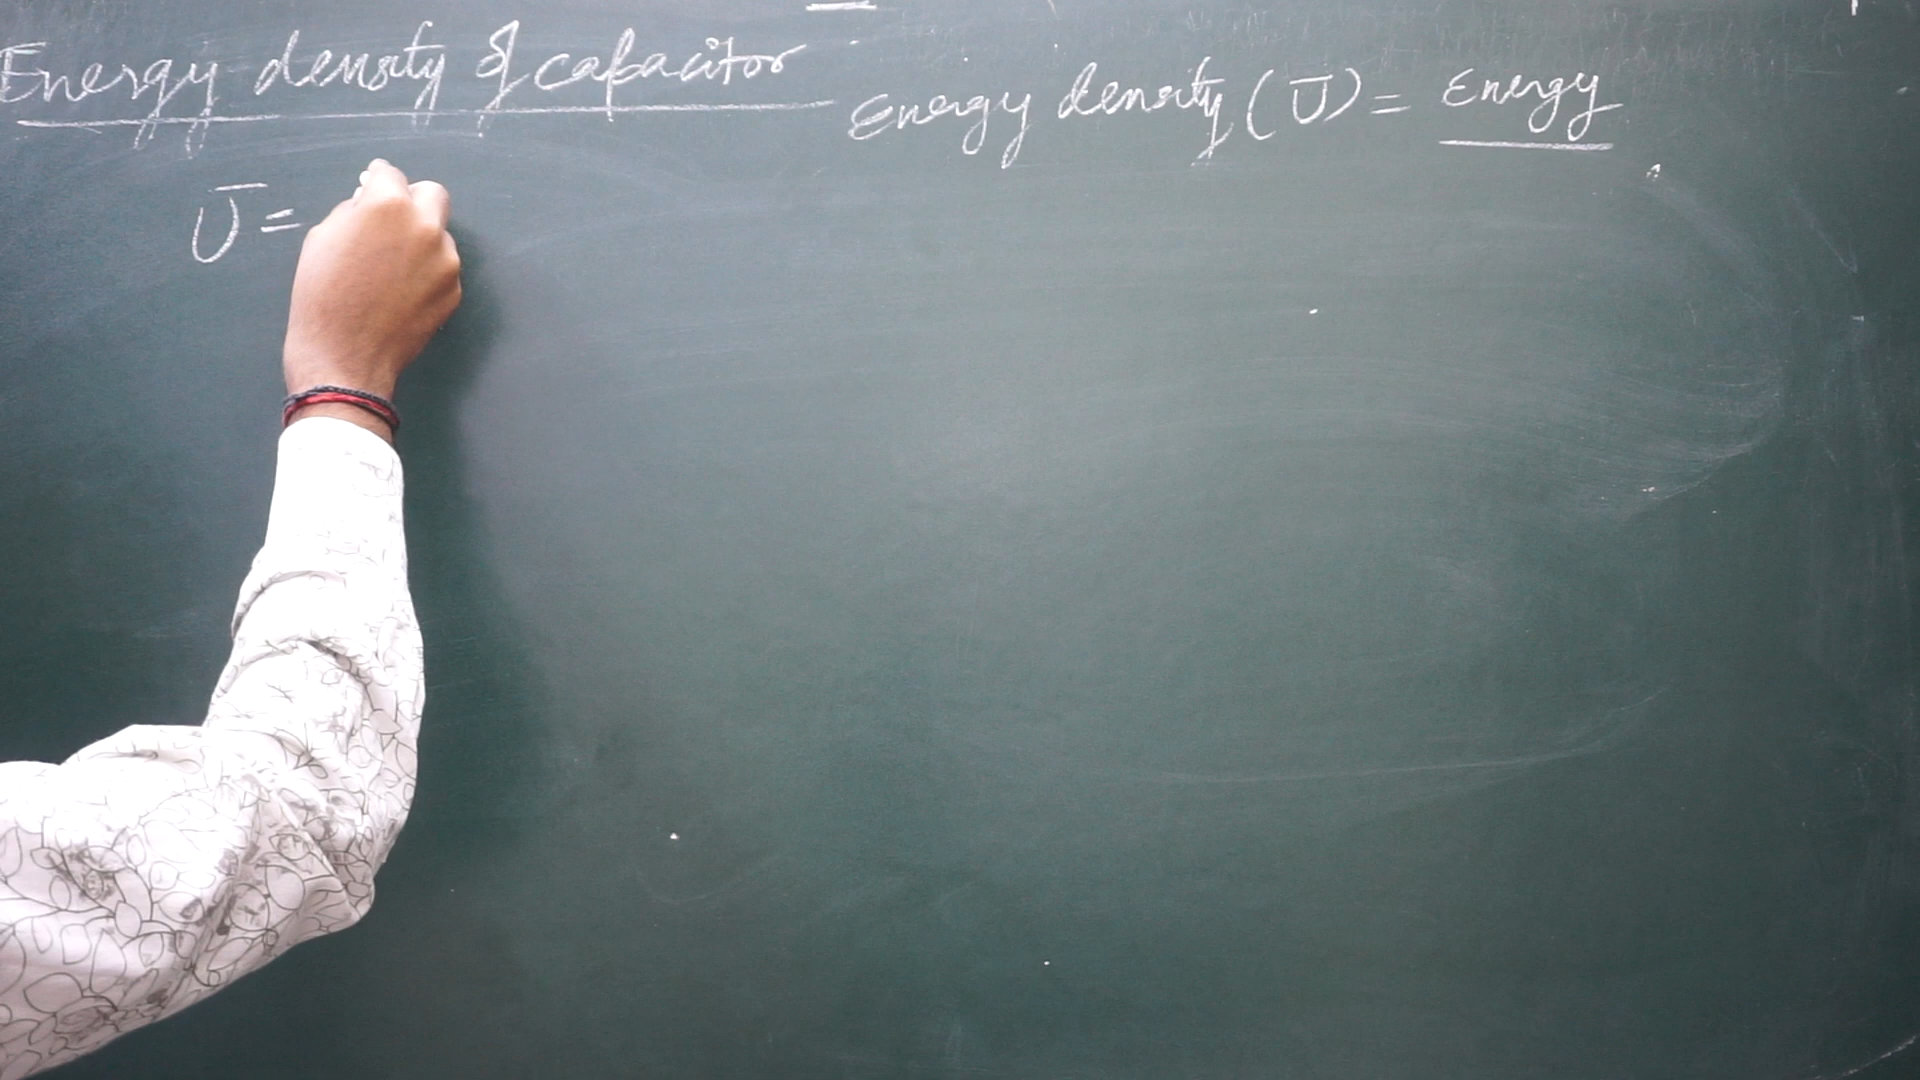 Energy density of capacitor
Energy density (Ū) = Energy
Ū =